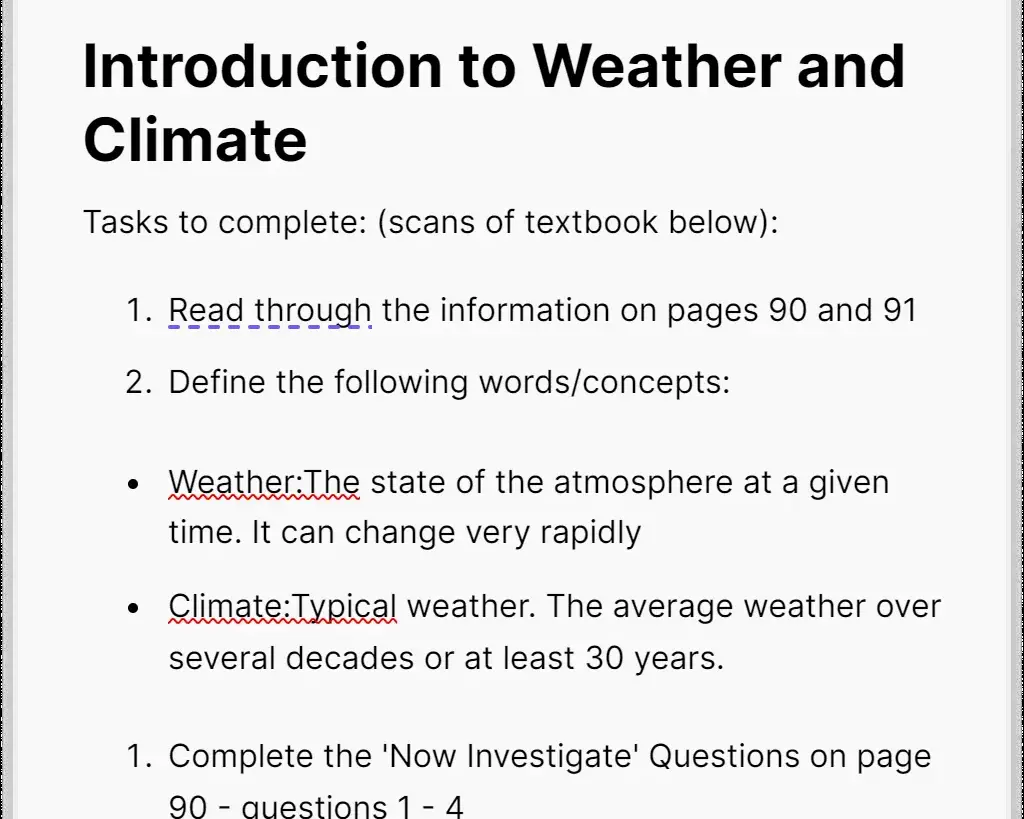 Introduction to Weather and
Climate
Tasks to complete: (scans of textbook below):
1. Read through the information on pages 90 and 91
2. Define the following words/concepts:
• Weather:The state of the atmosphere at a given
time. It can change very rapidly
• Climate:Typical weather. The average weather over
several decades or at least 30 years.
1. Complete the 'Now Investigate' Questions on page
90 - questions 1 - 4